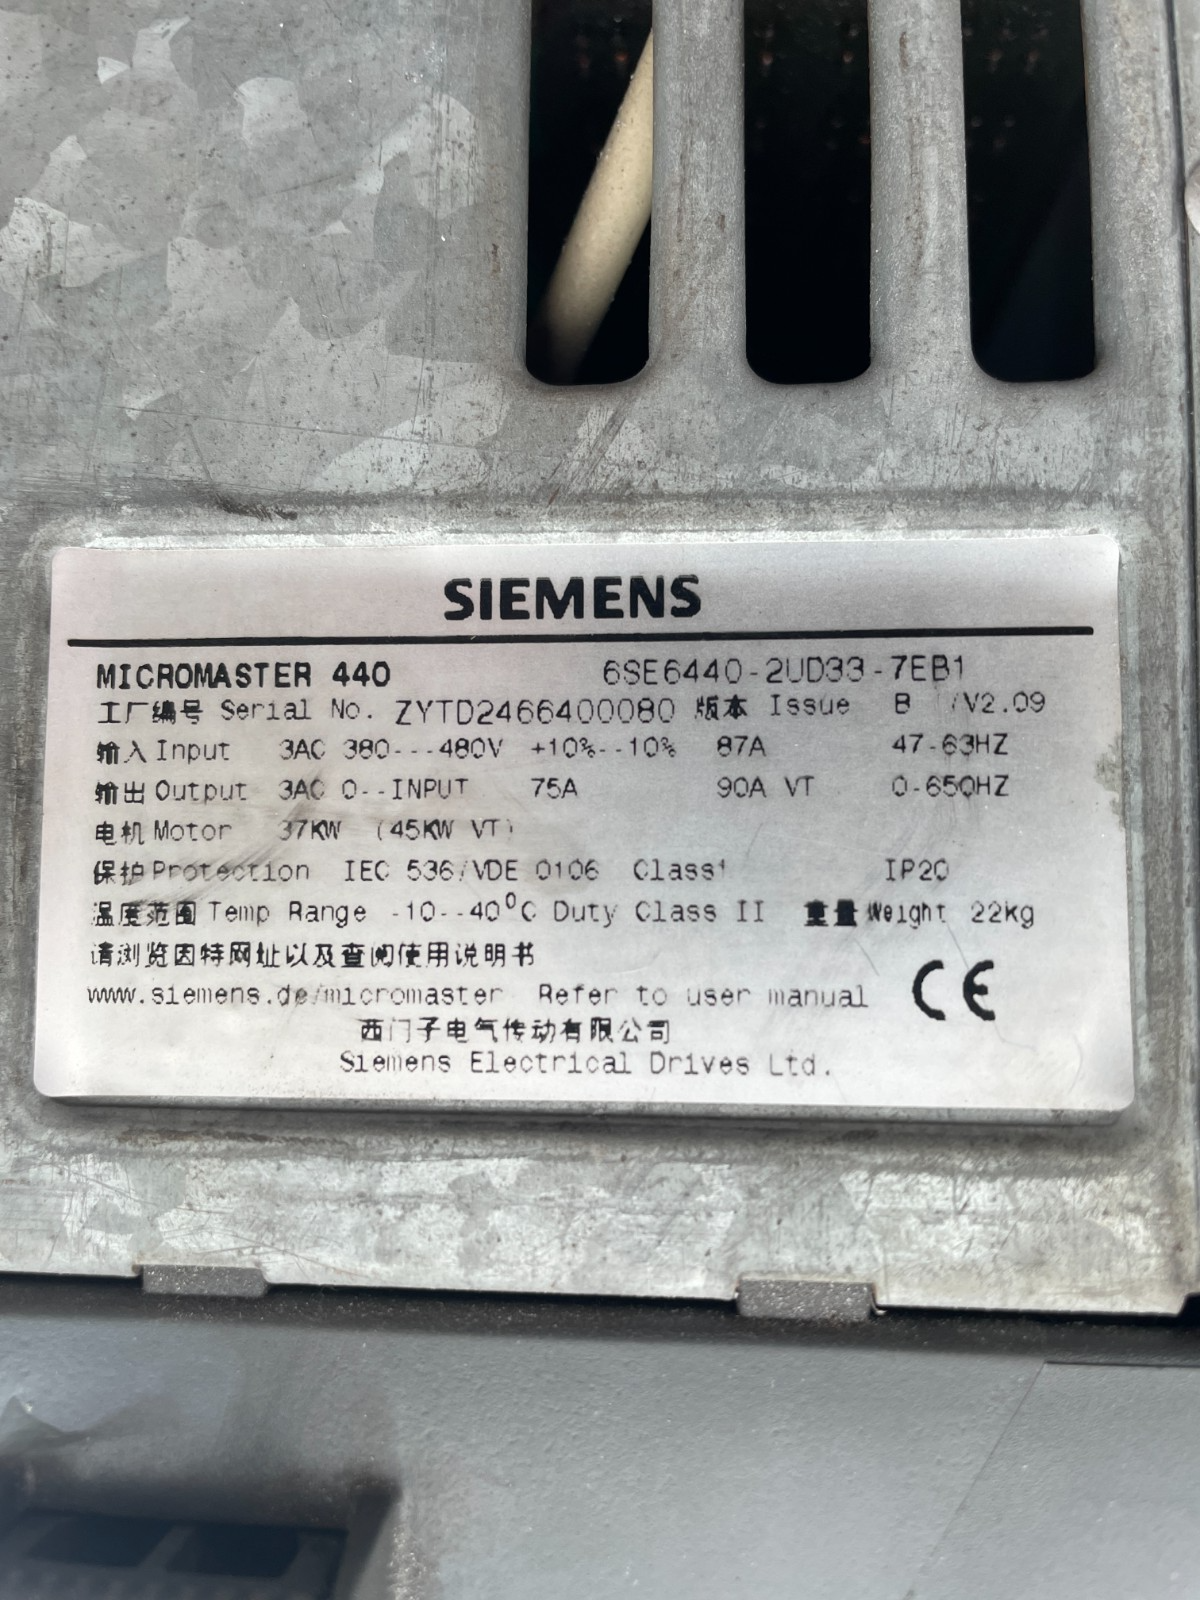 SIEMENS
MICROMASTER 440 6SE6440-2UD33-7EB1
工厂编号 Serial No. ZYTD2466400080 版本 Issue B /V2.09
输入 Input 3AC 380---480V +10%--10% 87A 47-63HZ
输出 Output 3AC 0--INPUT 75A 90A VT 0-650HZ
电机 Motor 37KW (45KW VT)
保护 Protection IEC 536/VDE 0106 Class1 IP20
温度范围 Temp Range -10--40⁰C Duty Class II 重量 Weight 22kg
请浏览因特网址以及查阅使用说明书
www.siemens.de/micromaster Refer to user manual CE
西门子电气传动有限公司
Siemens Electrical Drives Ltd.